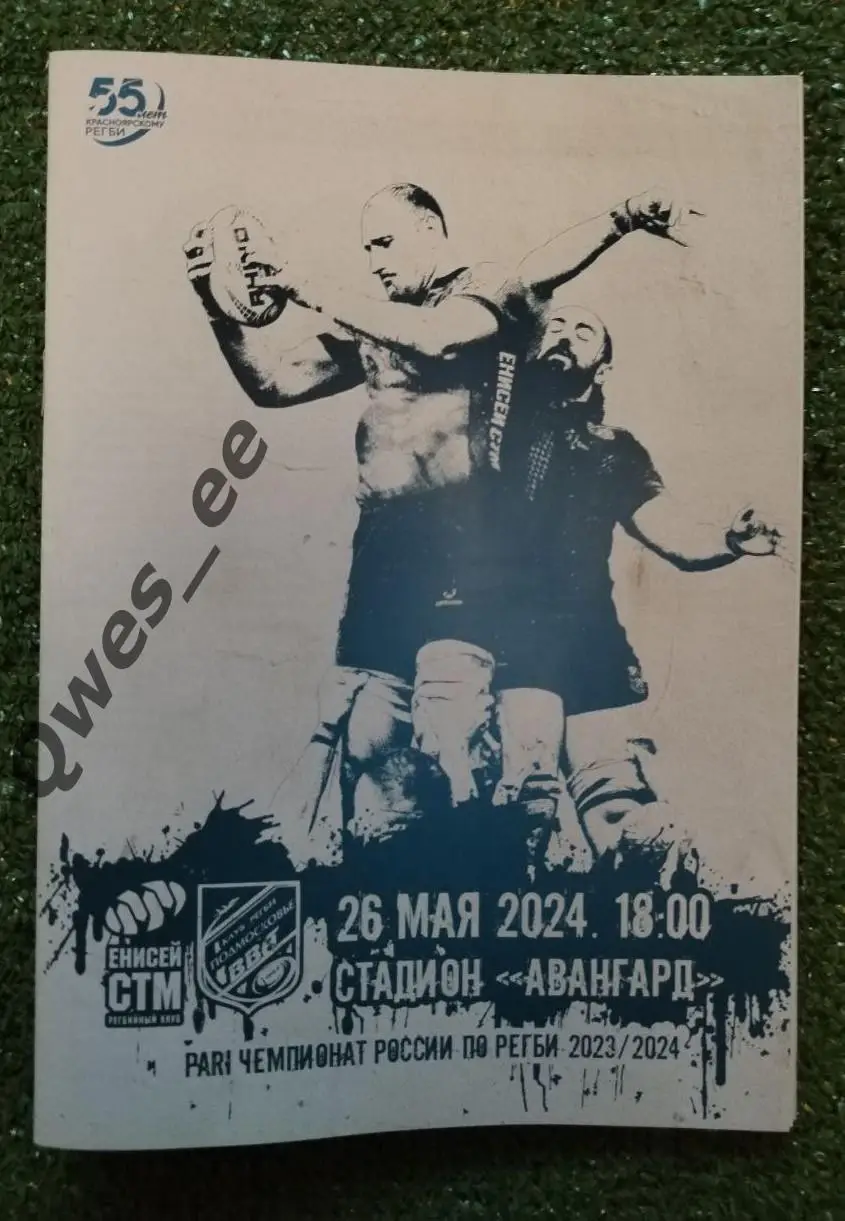 55 лет
КРАСНОЯРСКОМУ
РЕГБИ
RHINO
ЕНИСЕЙ СТМ
Qwes_ee
ЕНИСЕЙ
СТМ
РЕГБИЙНЫЙ КЛУБ
КЛУБ РЕГБИ
ПОДМОСКОВЬЕ
ВВА
26 МАЯ 2024. 18:00
СТАДИОН «АВАНГАРД»
PARI ЧЕМПИОНАТ РОССИИ ПО РЕГБИ 2023/2024